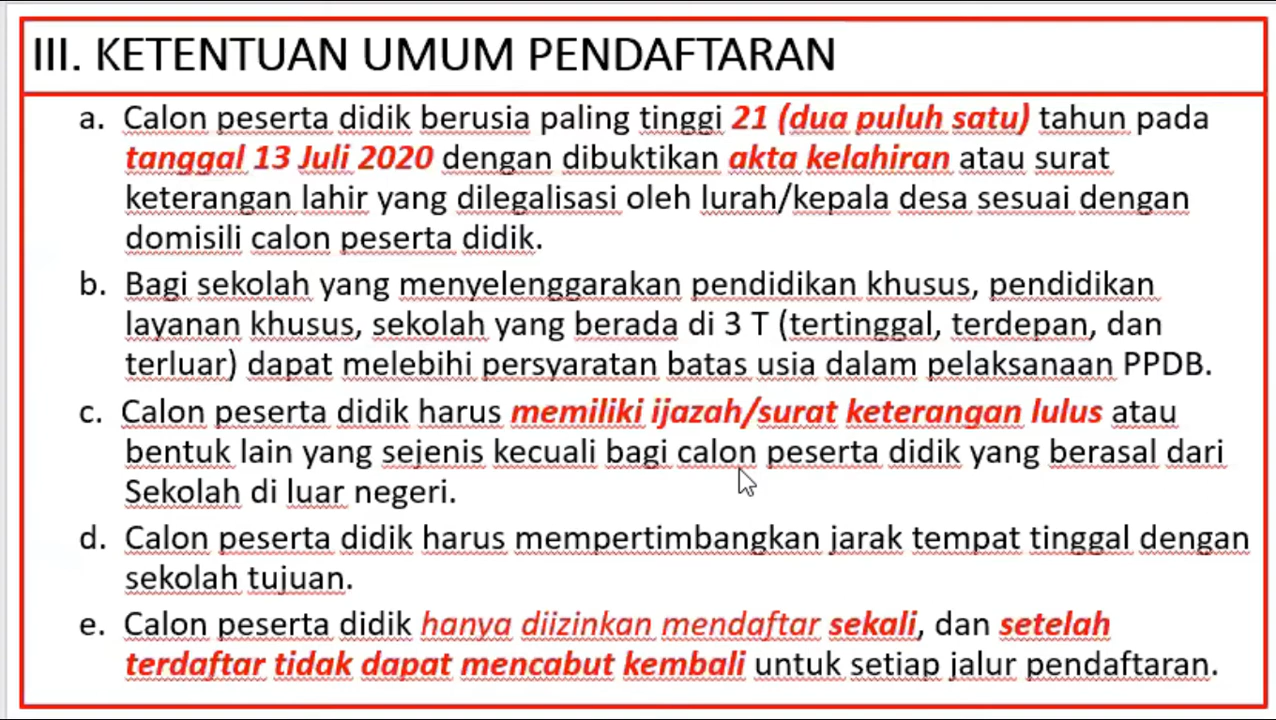 III. KETENTUAN UMUM PENDAFTARAN
a. Calon peserta didik berusia paling tinggi 21 (dua puluh satu) tahun pada
tanggal 13 Juli 2020 dengan dibuktikan akta kelahiran atau surat
keterangan lahir yang dilegalisasi oleh lurah/kepala desa sesuai dengan
domisili calon peserta didik.
b. Bagi sekolah yang menyelenggarakan pendidikan khusus, pendidikan
layanan khusus, sekolah yang berada di 3 T (tertinggal, terdepan, dan
terluar) dapat melebihi persyaratan batas usia dalam pelaksanaan PPDB.
c. Calon peserta didik harus memiliki ijazah/surat keterangan lulus atau
bentuk lain yang sejenis kecuali bagi calon peserta didik yang berasal dari
Sekolah di luar negeri.
d. Calon peserta didik harus mempertimbangkan jarak tempat tinggal dengan
sekolah tujuan.
e. Calon peserta didik hanya diizinkan mendaftar sekali, dan setelah
terdaftar tidak dapat mencabut kembali untuk setiap jalur pendaftaran.